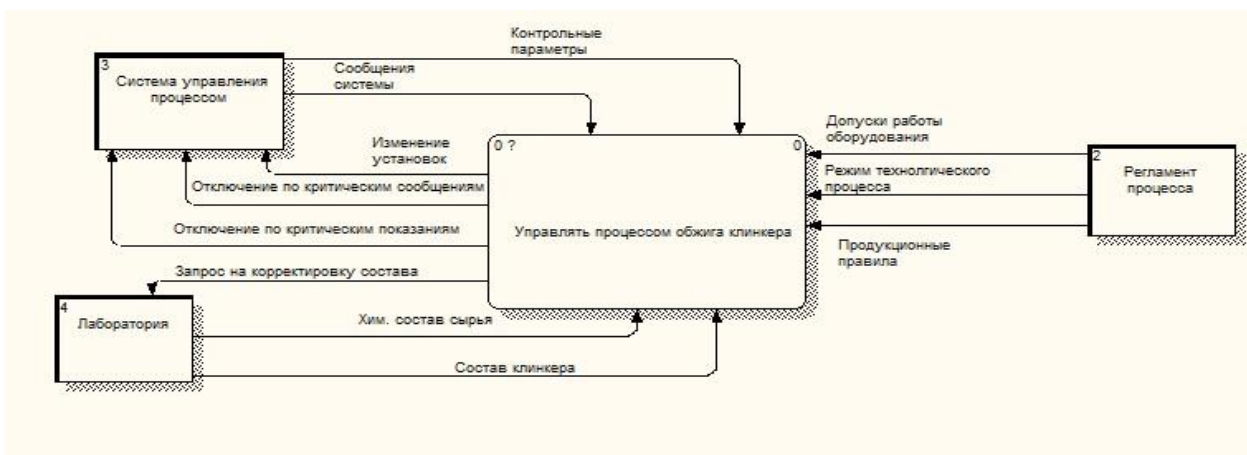 Контрольные
параметры
3
Система управления
процессом
Сообщения
системы
Допуски работы
оборудования
Изменение
установок
0 ?
0
2
Регламент
процесса
Режим технолгического
процесса
Отключение по критическим сообщениям
Отключение по критическим показаниям
Управлять процессом обжига клинкера
Продукционные
правила
Запрос на корректировку состава
4
Лаборатория
Хим. состав сырья
Состав клинкера